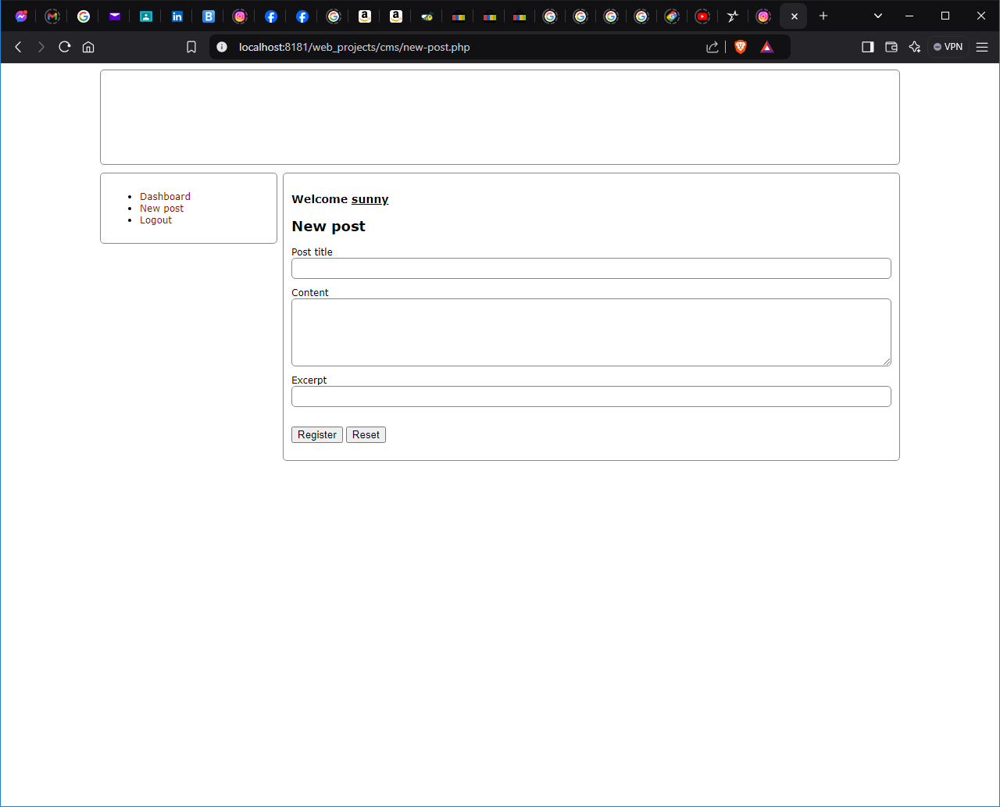 localhost:8181/web_projects/cms/new-post.php
VPN
Dashboard
New post
Logout
Welcome sunny
New post
Post title
Content
Excerpt
Register Reset